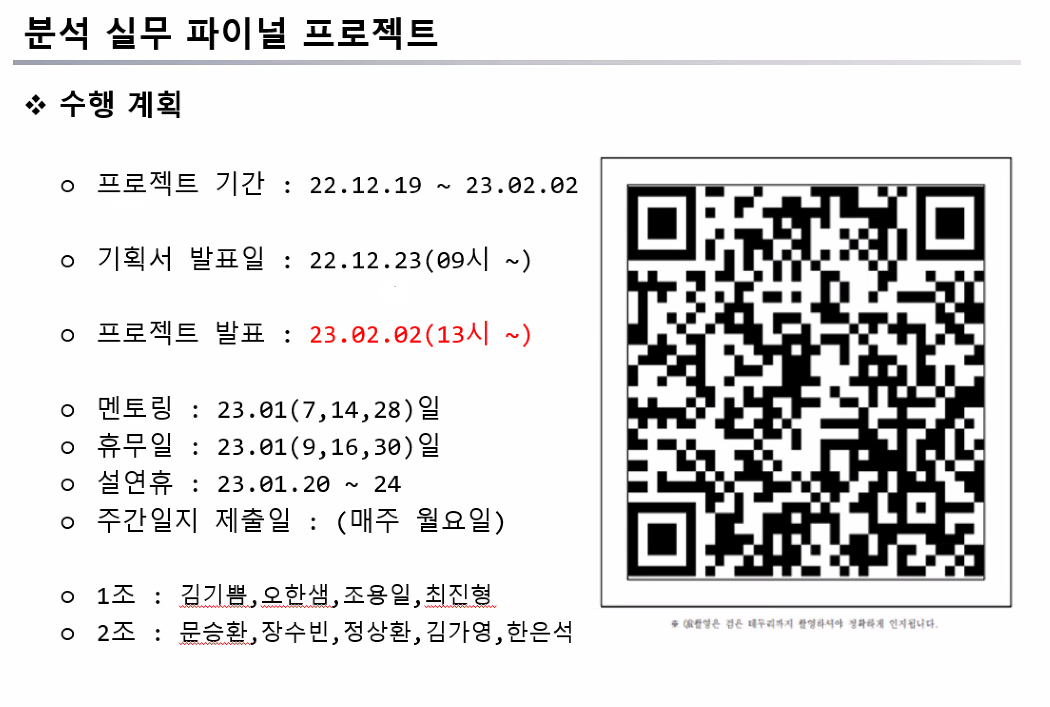 분석 실무 파이널 프로젝트
❖ 수행 계획
○ 프로젝트 기간 : 22.12.19 ~ 23.02.02
○ 기획서 발표일 : 22.12.23(09시 ~)
○ 프로젝트 발표 : 23.02.02(13시 ~)
○ 멘토링 : 23.01(7,14,28)일
○ 휴무일 : 23.01(9,16,30)일
○ 설연휴 : 23.01.20 ~ 24
○ 주간일지 제출일 : (매주 월요일)
○ 1조 : 김기쁨,오한샘,조용일,최진형
○ 2조 : 문승환,장수빈,정상환,김가영,한은석
※ QR촬영은 검은 테두리까지 촬영하셔야 정확하게 인지됩니다.